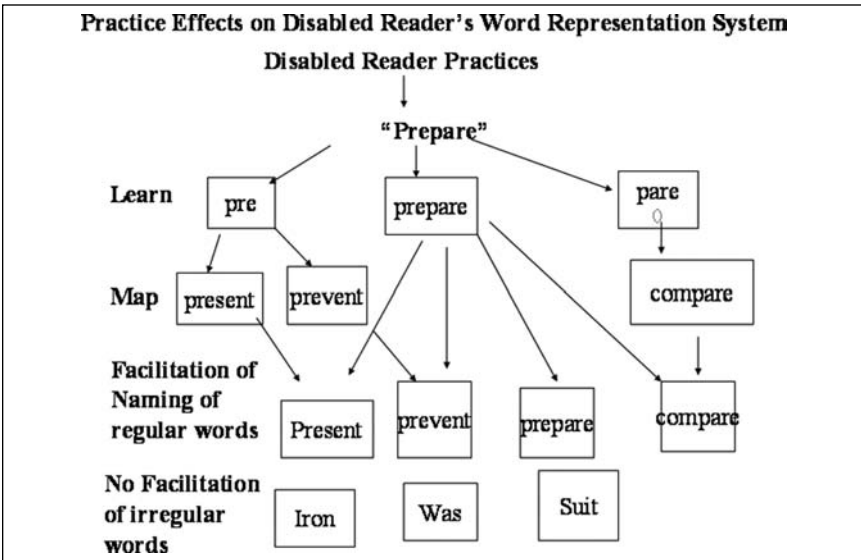 Practice Effects on Disabled Reader's Word Representation System
Disabled Reader Practices
“Prepare”
Learn
pre
prepare
pare
Map
present
prevent
compare
Facilitation of
Naming of
regular words
Present
prevent
prepare
compare
No Facilitation
of irregular
words
Iron
Was
Suit